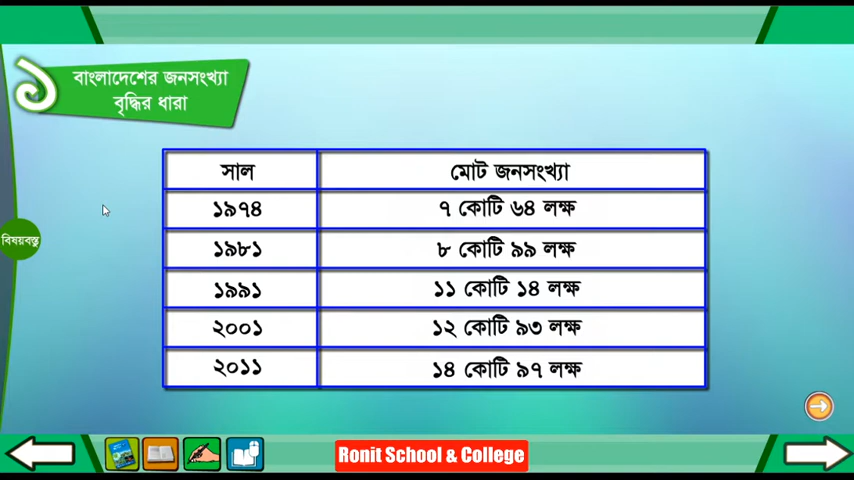 ১
বাংলাদেশের জনসংখ্যা
বৃদ্ধির ধারা
সাল মোট জনসংখ্যা
১৯৭৪ ৭ কোটি ৬৪ লক্ষ
১৯৮১ ৮ কোটি ৯৯ লক্ষ
১৯৯১ ১১ কোটি ১৪ লক্ষ
২০০১ ১২ কোটি ৯৩ লক্ষ
২০১১ ১৪ কোটি ৯৭ লক্ষ
বিষয়বস্তু
Ronit School & College